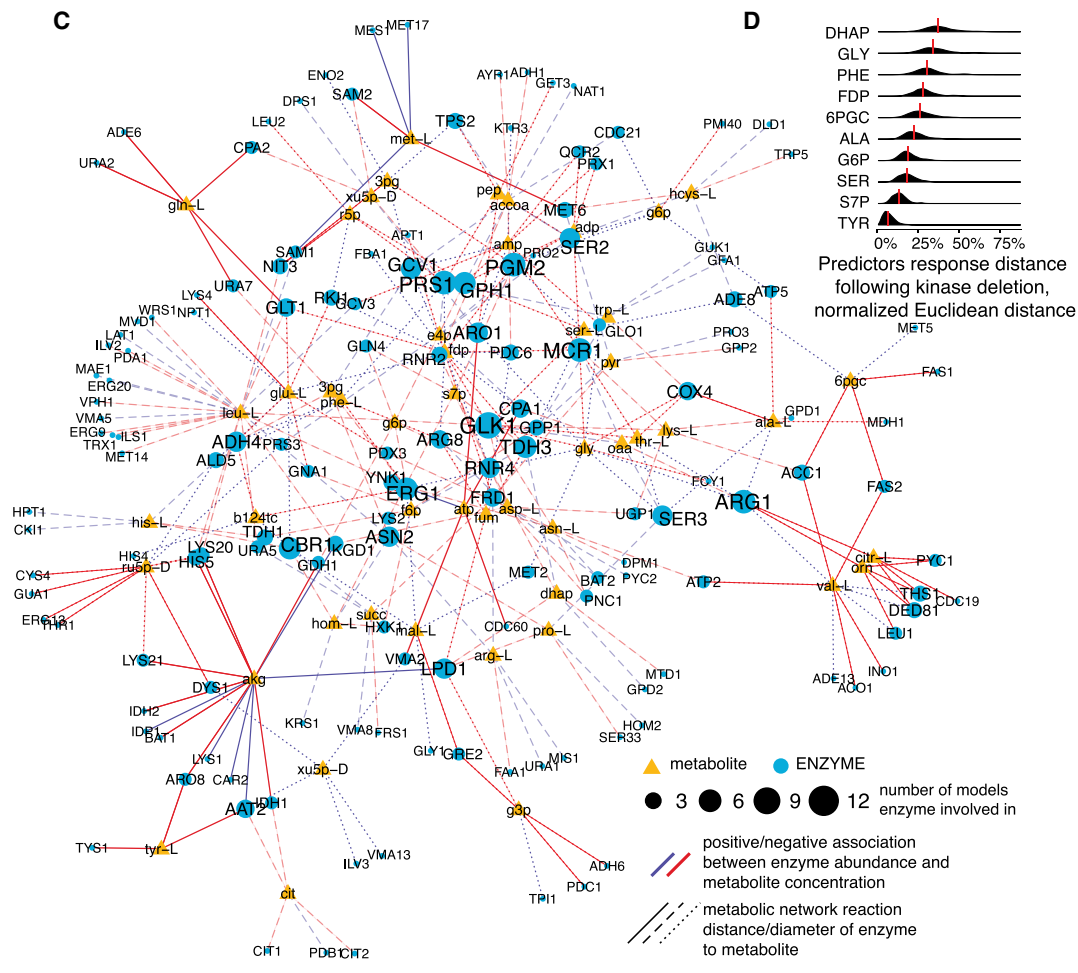 C
D
MES1
MET17
ENO2
SAM2
DPS1
AYR1
ADH1
GET3
NAT1
LEU2
TPS2
KTR3
CDC21
PMI40
DLD1
ADE6
CPA2
met-L
QCR2
PRX1
TRP5
URA2
3pg
xu5p-D
pep
accoa
hcys-L
gln-L
r5p
MET6
adp
g6p
APT1
amp
SER2
SAM1
NIT3
FBA1
GCV1
PRO2
PGM2
GUK1
GFA1
URA7
PRS1
GPH1
LYS4
RKI1
GCV3
GLT1
ADE8
ATP5
WRS1
NPT1
trp-L
MVD1
LAT1
e4p
ARO1
ser-L
GLO1
PRO3
MET5
ILV2
PDA1
GLN4
RNR2
fdp
PDC6
MCR1
pyr
GPP2
MAE1
ERG20
6pgc
FAS1
VPH1
glu-L
3pg
phe-L
s7p
COX4
VMA5
leu-L
g6p
CPA1
GPD1
ala-L
MDH1
ERG9
ILS1
TRX1
MET14
ADH4
PRS3
ARG8
GLK1
GPP1
lys-L
thr-L
oaa
gly
TDH3
ALD5
GNA1
PDX3
RNR4
ACC1
FAS2
YNK1
ERG1
FRD1
FCY1
ARG1
HPT1
CKI1
his-L
b124tc
f6p
atp
fum
asp-L
UGP1
SER3
TDH1
LYS2
ASN2
asn-L
HIS4
ru5p-D
LYS20
HIS5
URA5
CBR1
KGD1
GDH1
citr-L
orn
PYC1
CYS4
GUA1
MET2
DPM1
PYC2
BAT2
PNC1
ATP2
val-L
THS1
CDC19
DED81
ERG13
THR1
dhap
hom-L
succ
HXK1
mal-L
CDC60
pro-L
LEU1
LYS21
VMA2
LPD1
arg-L
akg
DYS1
MTD1
GPD2
ADE13
ACO1
INO1
IDH2
IDP1
BAT1
KRS1
VMA8
FRS1
HOM2
SER33
LYS1
GLY1
GRE2
MIS1
URA1
FAA1
ARO8
CAR2
xu5p-D
AAT2
IDH1
g3p
TYS1
tyr-L
ILV3
VMA13
ADH6
PDC1
TPI1
cit
CIT1
PDB1
CIT2
DHAP
GLY
PHE
FDP
6PGC
ALA
G6P
SER
S7P
TYR
0% 25% 50% 75%
Predictors response distance
following kinase deletion,
normalized Euclidean distance
metabolite
ENZYME
3 6 9 12
number of models
enzyme involved in
positive/negative association
between enzyme abundance and
metabolite concentration
metabolic network reaction
distance/diameter of enzyme
to metabolite